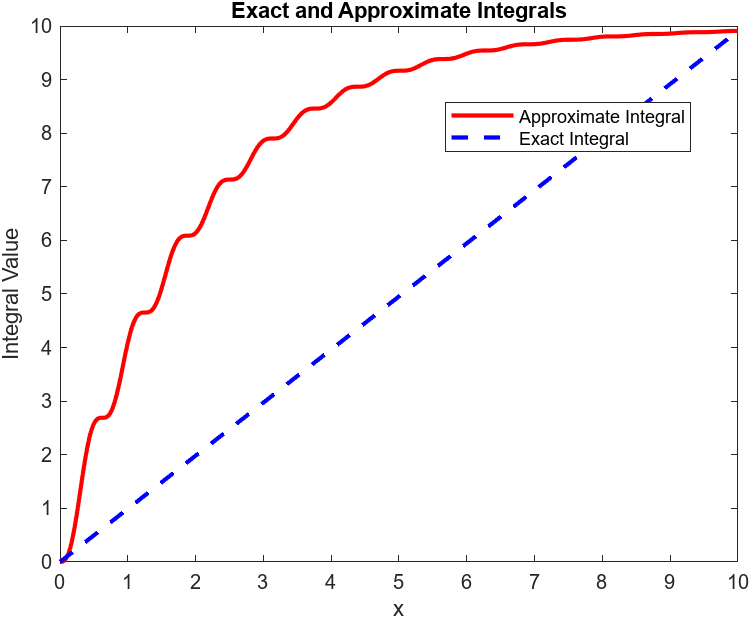 Exact and Approximate Integrals
10
9
8
7
6
5
4
3
2
1
0
Integral Value
Approximate Integral
Exact Integral
0 1 2 3 4 5 6 7 8 9 10
x